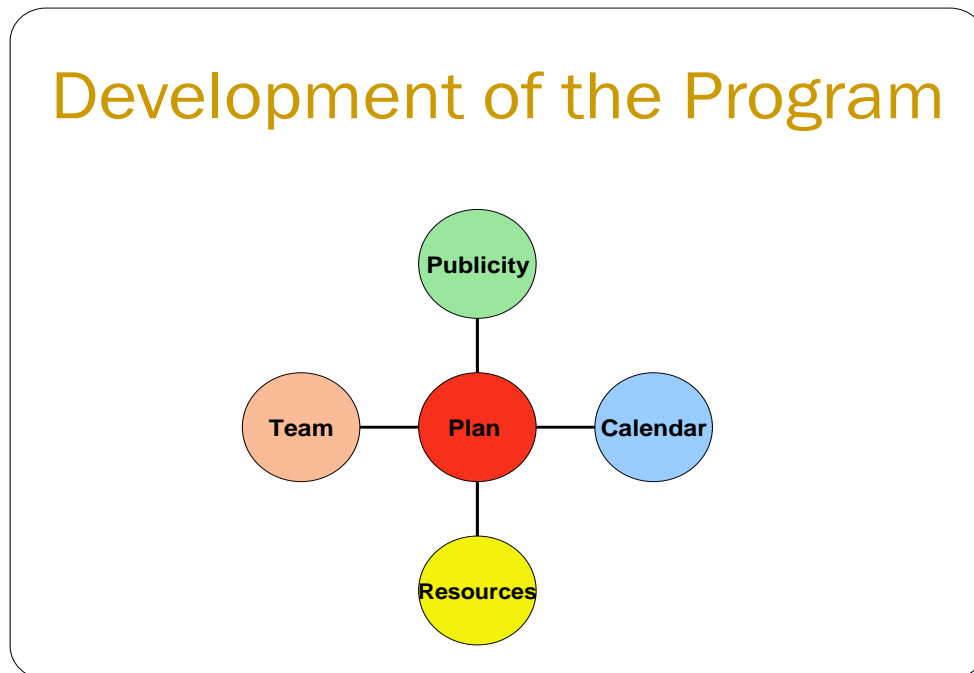 Development of the Program
Publicity
Team
Plan
Calendar
Resources